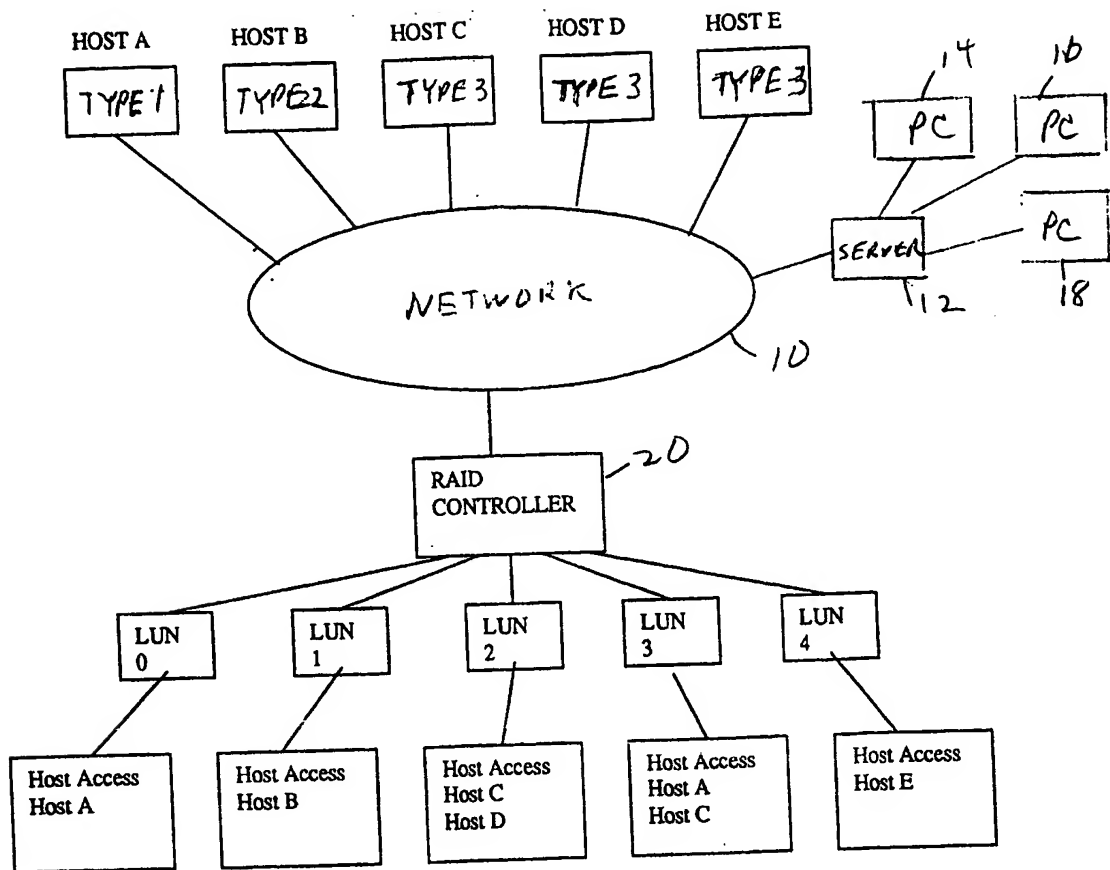 HOST A
HOST B
HOST C
HOST D
HOST E
TYPE 1
TYPE 22
TYPE 3
TYPE 3
TYPE 3
14
16
PC
PC
SERVER
PC
12
18
NETWORK
10
RAID
CONTROLLER
20
LUN
0
LUN
1
LUN
2
LUN
3
LUN
4
Host Access
Host A
Host Access
Host B
Host Access
Host C
Host D
Host Access
Host A
Host C
Host Access
Host E